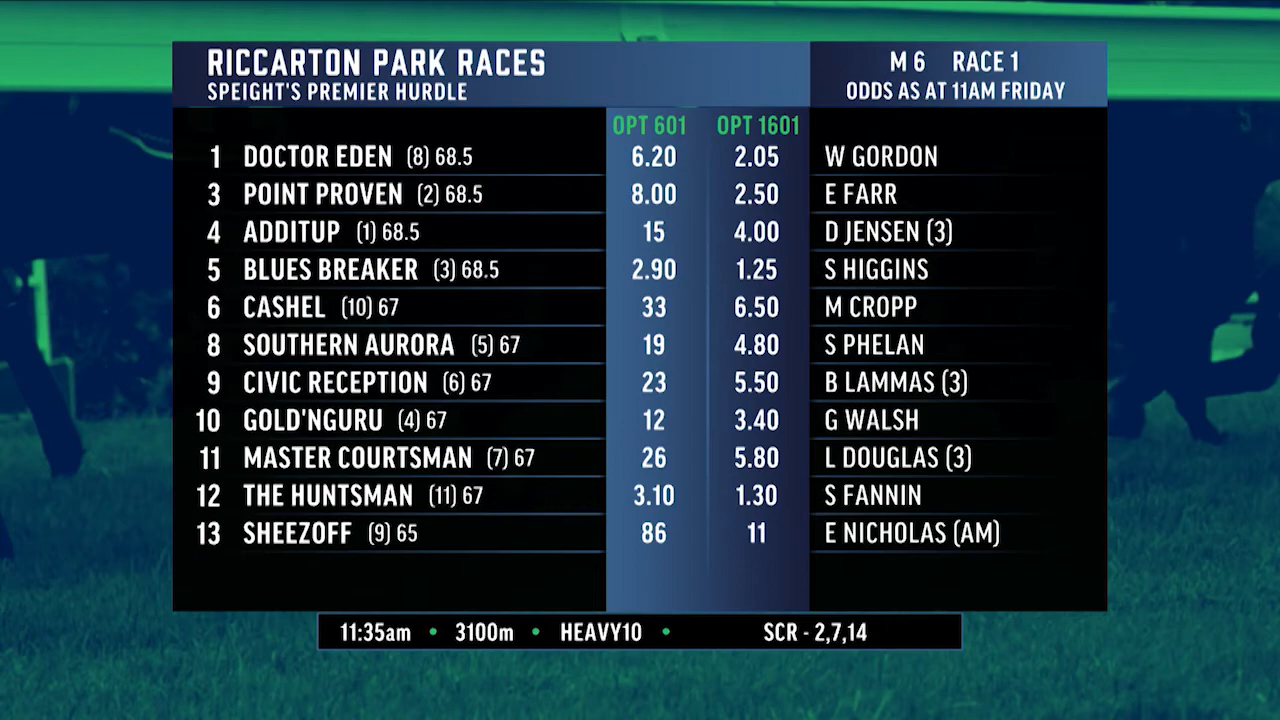 RICCARTON PARK RACES M 6 RACE 1
SPEIGHT'S PREMIER HURDLE ODDS AS AT 11AM FRIDAY
OPT 601 OPT 1601
1 DOCTOR EDEN (8) 68.5 6.20 2.05 W GORDON
3 POINT PROVEN (2) 68.5 8.00 2.50 E FARR
4 ADDITUP (1) 68.5 15 4.00 D JENSEN (3)
5 BLUES BREAKER (3) 68.5 2.90 1.25 S HIGGINS
6 CASHEL (10) 67 33 6.50 M CROPP
8 SOUTHERN AURORA (5) 67 19 4.80 S PHELAN
9 CIVIC RECEPTION (6) 67 23 5.50 B LAMMAS (3)
10 GOLD'NGURU (4) 67 12 3.40 G WALSH
11 MASTER COURTSMAN (7) 67 26 5.80 L DOUGLAS (3)
12 THE HUNTSMAN (11) 67 3.10 1.30 S FANNIN
13 SHEEZOFF (9) 65 86 11 E NICHOLAS (AM)
11:35am • 3100m • HEAVY10 • SCR - 2,7,14